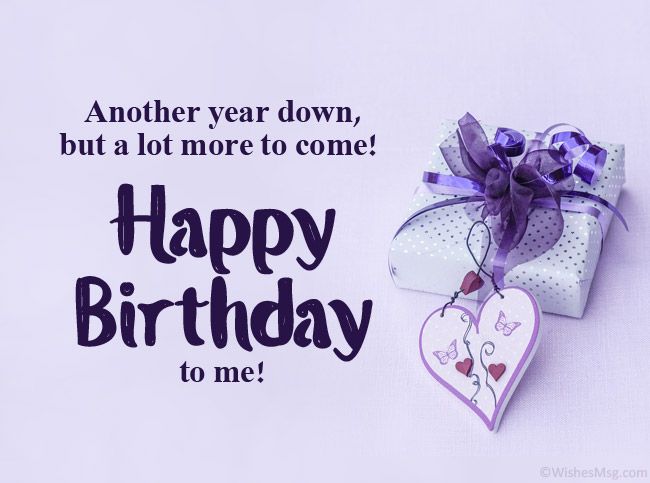 Another year down,
but a lot more to come!
Happy
Birthday
to me!
©WishesMsg.com